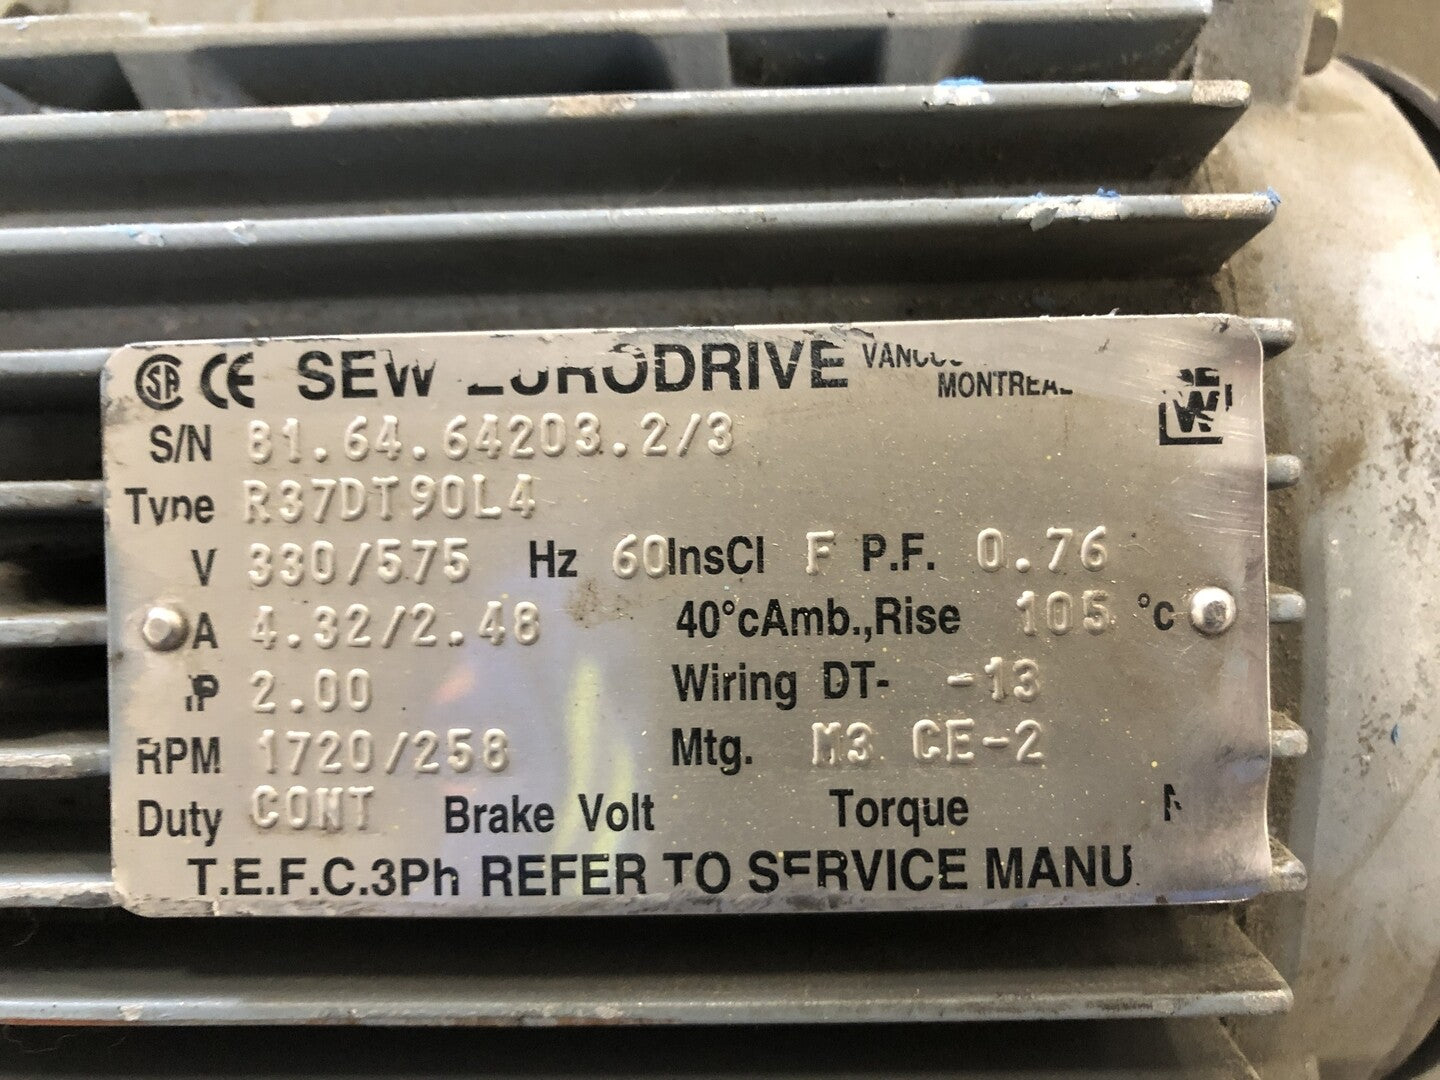 SA CE SEW EURODRIVE VANCOU
MONTREAL
S/N 81.64.64203.2/3
Type R37DT90L4
V 330/575 Hz 60 InsCl F P.F. 0.76
A 4.32/2.48 40°cAmb.,Rise 105 °c
P 2.00 Wiring DT- -13
RPM 1720/258 Mtg. M3 CE-2
Duty CONT Brake Volt Torque
T.E.F.C.3Ph REFER TO SERVICE MANU